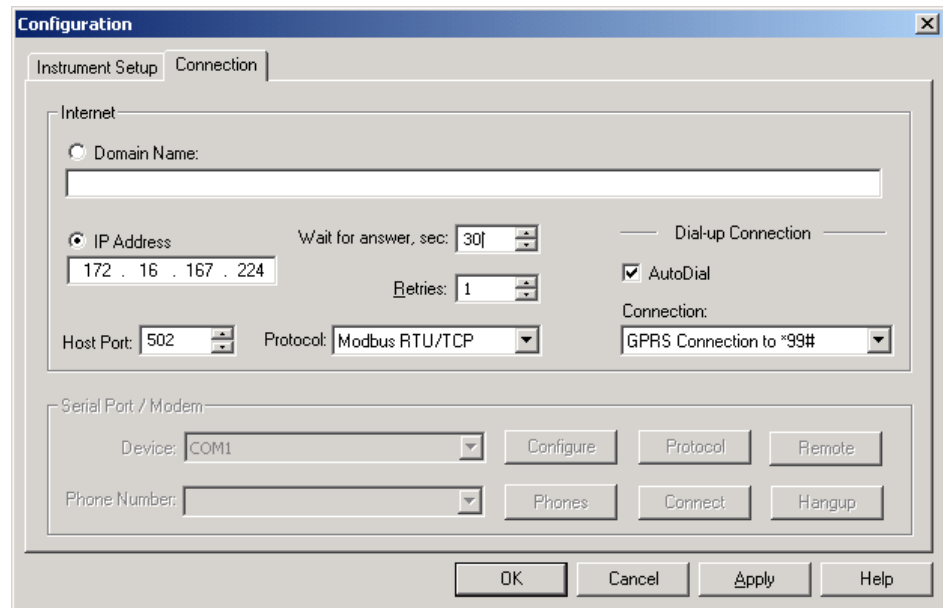 Configuration
Instrument Setup Connection
Internet
Domain Name:
IP Address
Wait for answer, sec: 30
Dial-up Connection
172 . 16 . 167 . 224
AutoDial
Retries: 1
Connection:
Host Port: 502
Protocol: Modbus RTU/TCP
GPRS Connection to *99#
Serial Port / Modem
Device: COM1
Configure Protocol Remote
Phone Number:
Phones Connect Hangup
OK Cancel Apply Help